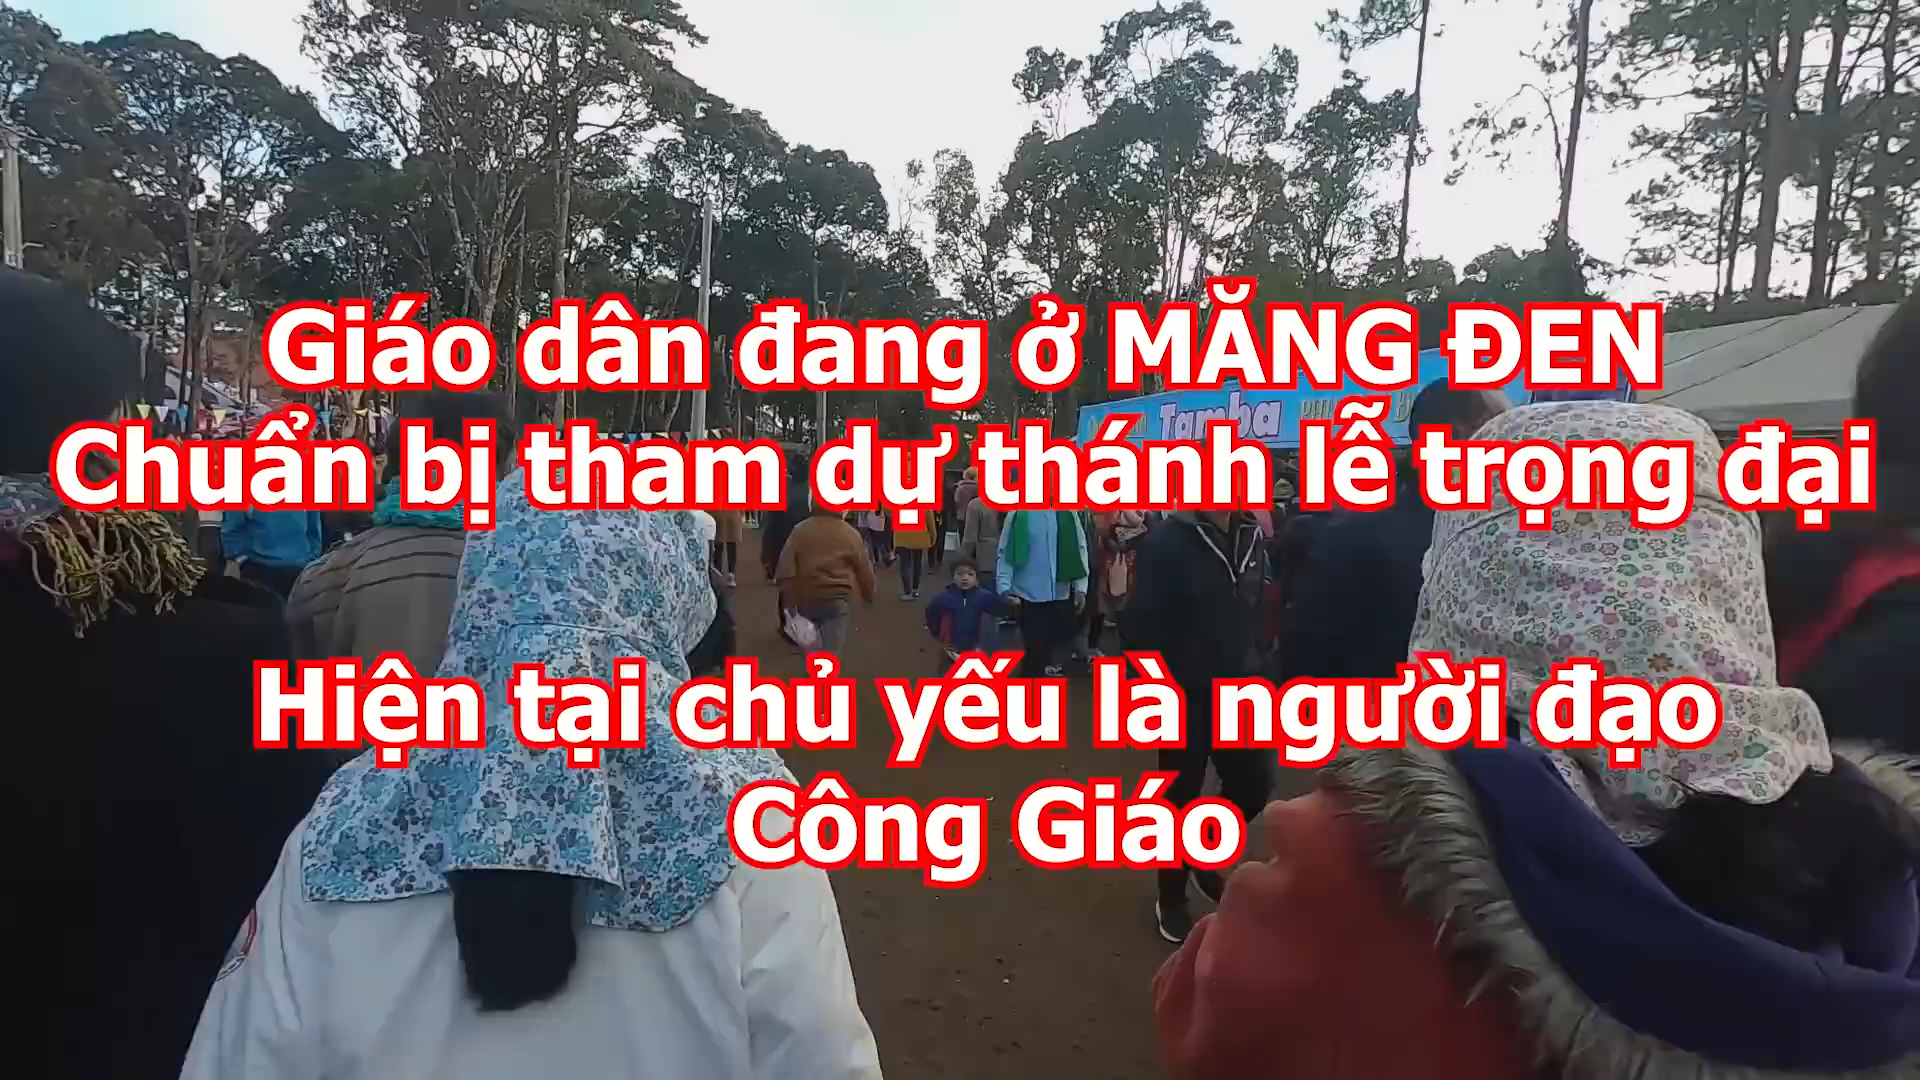 Giáo dân đang ở MĂNG ĐEN
Tamba
Chuẩn bị tham dự thánh lễ trọng đại
Hiện tại chủ yếu là người đạo
Công Giáo